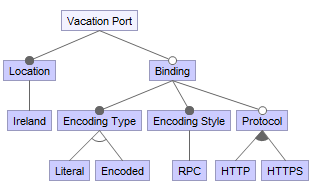 Vacation Port
Location
Binding
Ireland
Encoding Type
Encoding Style
Protocol
Literal
Encoded
RPC
HTTP
HTTPS